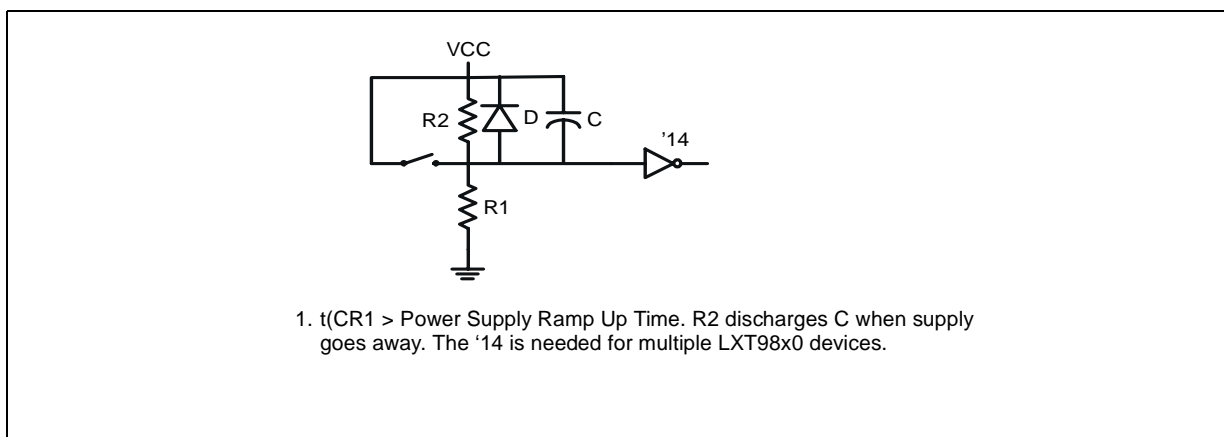 VCC
R2
D
C
’14
R1
1. t(CR1 > Power Supply Ramp Up Time. R2 discharges C when supply
goes away. The ‘14 is needed for multiple LXT98x0 devices.